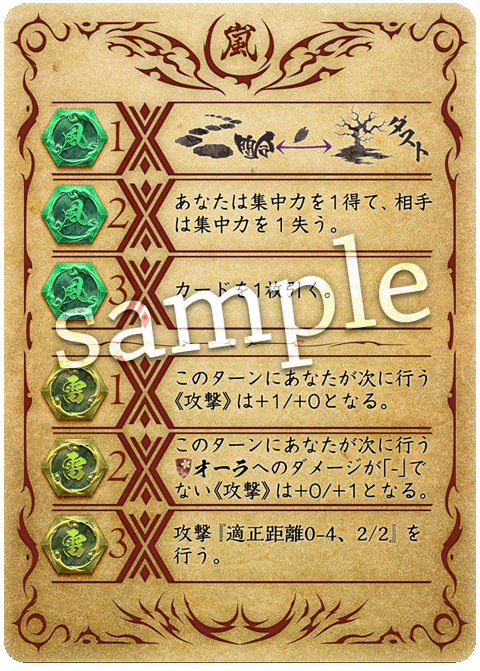 嵐
風 1 間合 ダスト
風 2 あなたは集中力を1得て、相手
は集中力を1失う。
風 3 カードを1枚引く。
sample
雷 1 このターンにあなたが次に行う
《攻撃》は+1/+0となる。
雷 2 このターンにあなたが次に行う
オーラへのダメージが「-」で
ない《攻撃》は+0/+1となる。
雷 3 攻撃『適正距離0-4、2/2』を
行う。